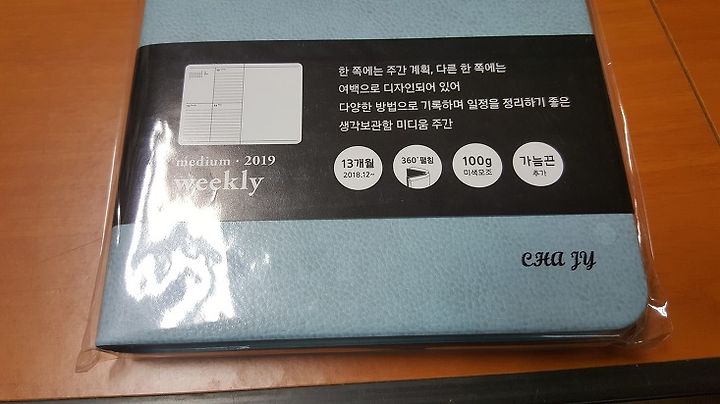 한 쪽에는 주간 계획, 다른 한 쪽에는
여백으로 디자인되어 있어
다양한 방법으로 기록하며 일정을 정리하기 좋은
생각보관함 미디움 주간
medium · 2019
weekly
13개월
2018.12~
360˚펼침
100g
미색모조
가늠끈
추가
CHA JY